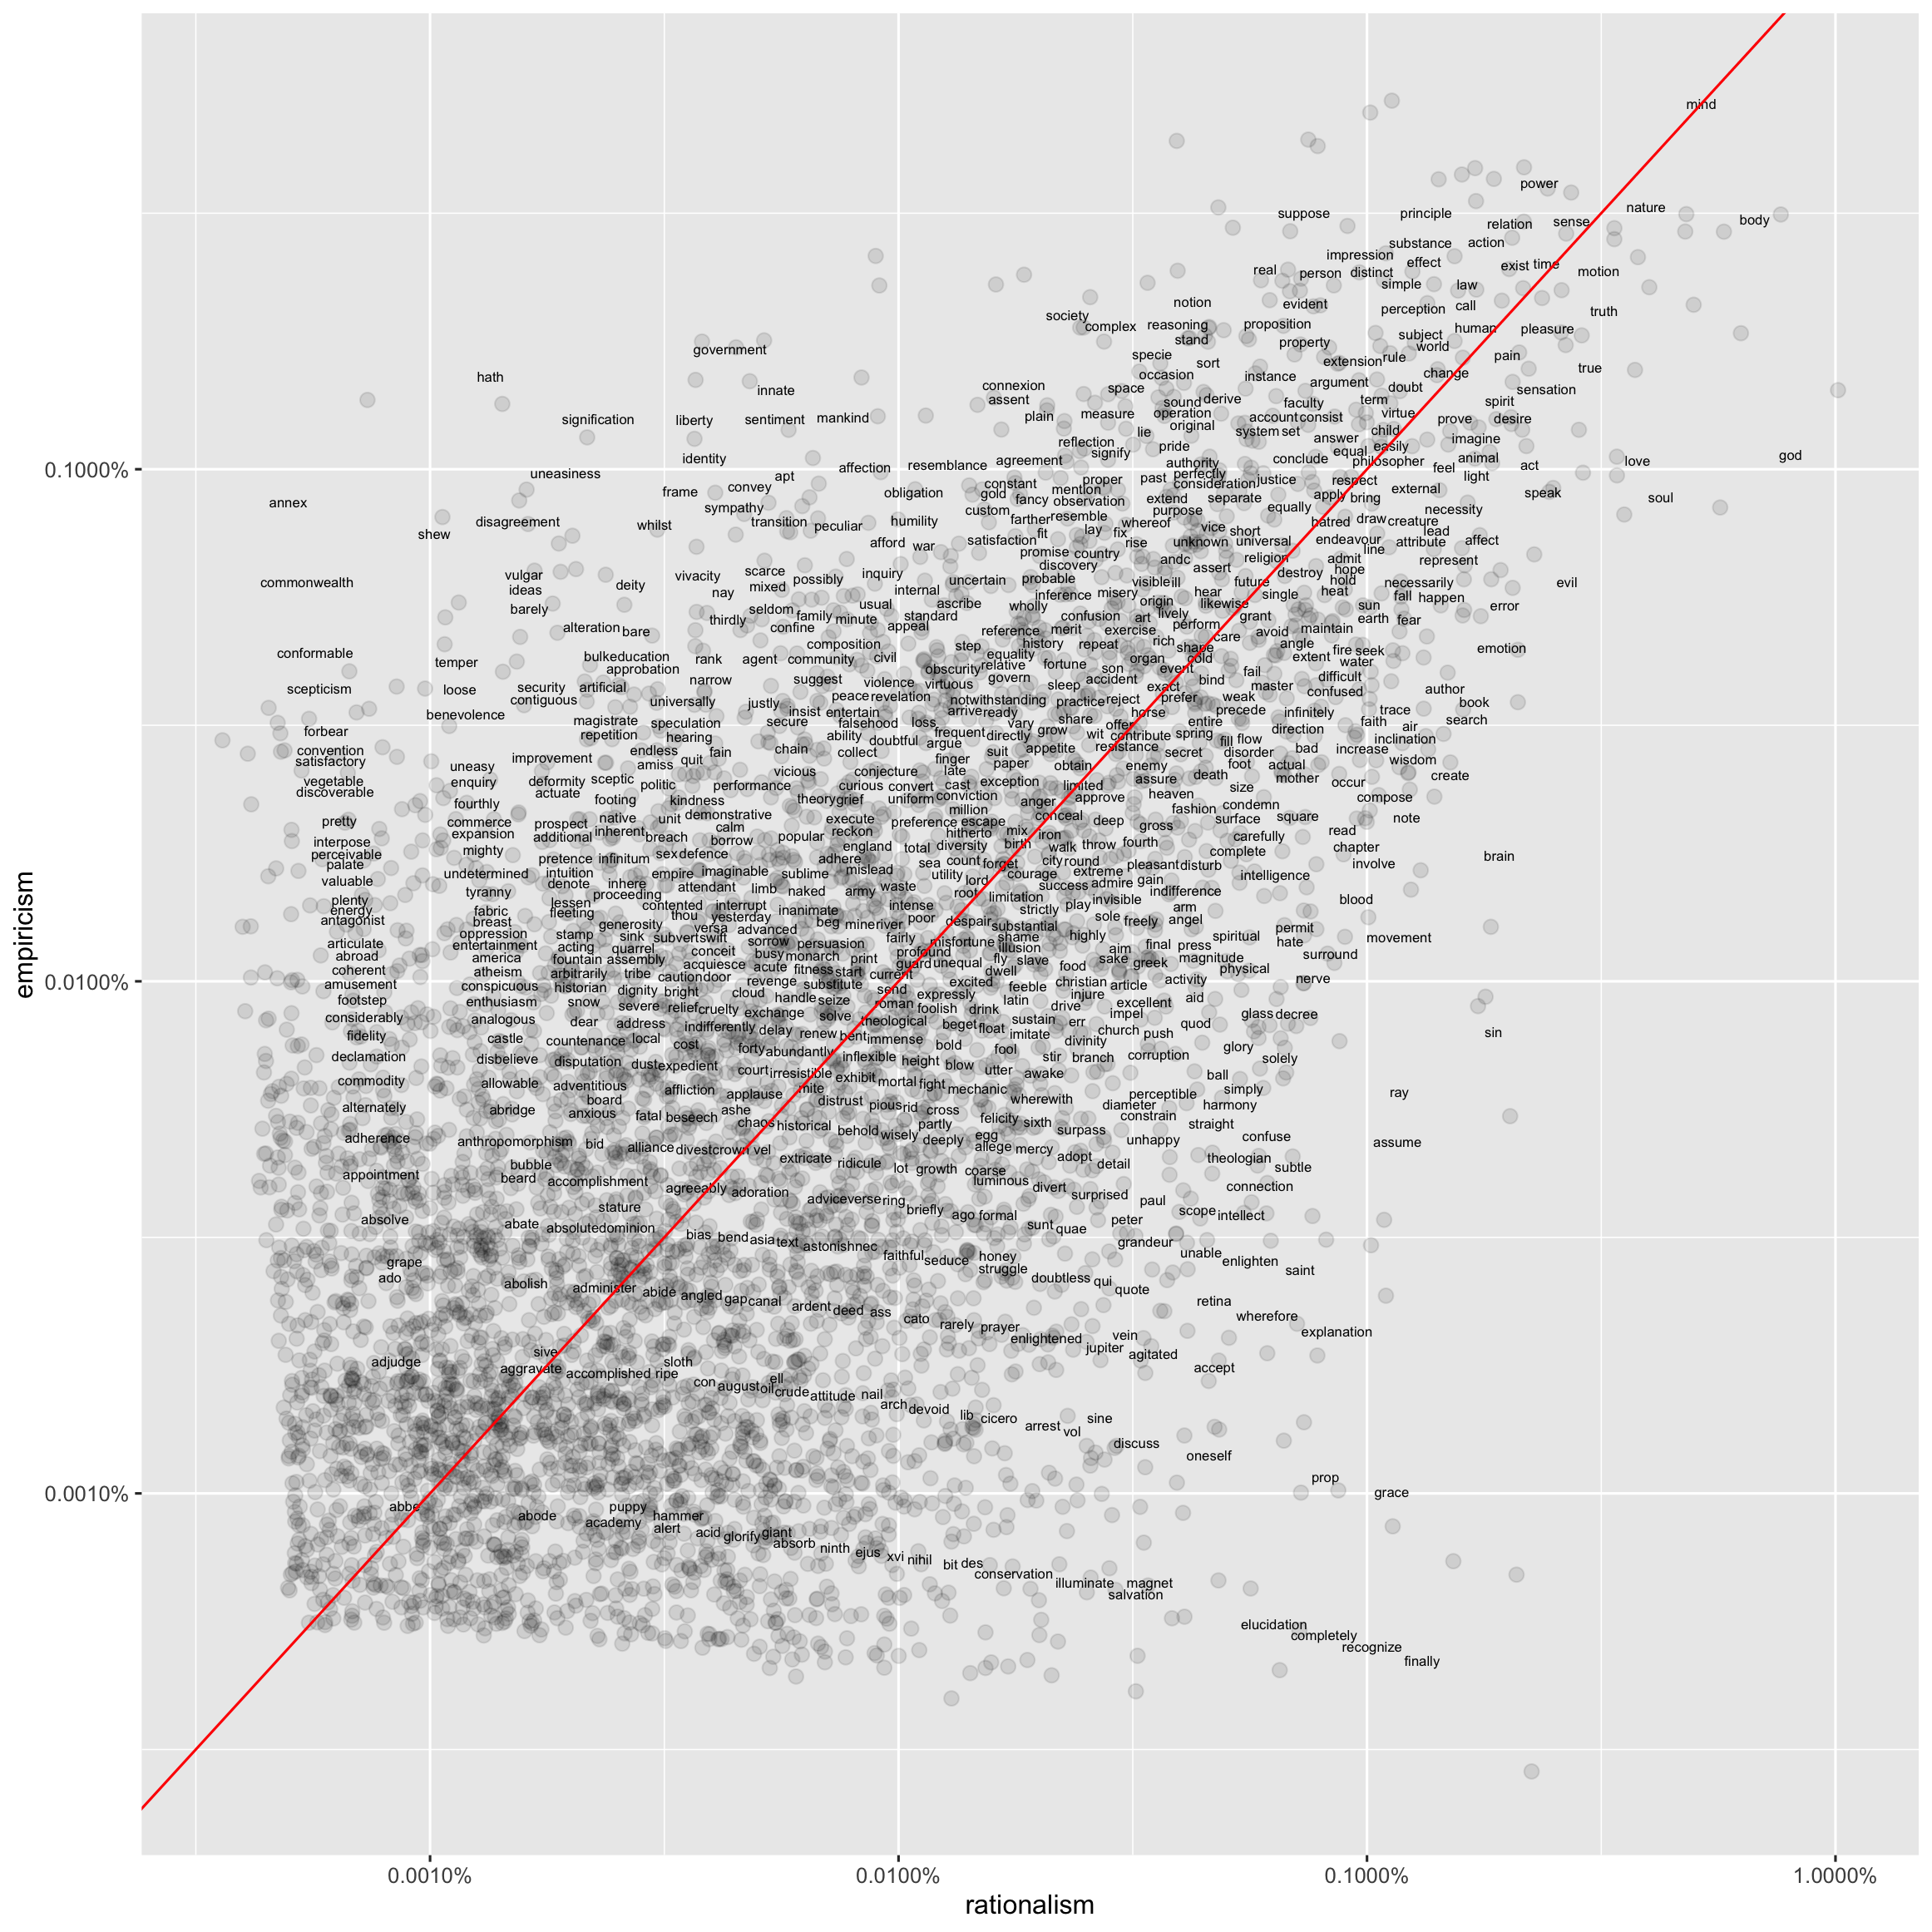 mind
power
nature
suppose
principle
body
relation
sense
substance
action
impression
effect
real
person
distinct
exist
time
motion
simple
law
notion
evident
perception
call
truth
society
complex
reasoning
proposition
stand
property
subject
human
pleasure
world
government
specie
sort
extension
rule
pain
hath
occasion
instance
change
true
innate
connexion
space
argument
doubt
sensation
assent
sound
derive
faculty
term
spirit
signification
liberty
sentiment
mankind
plain
measure
operation
account
consist
virtue
prove
desire
original
lie
system
set
child
reflection
pride
answer
easily
imagine
identity
signify
equal
uneasiness
apt
affection
resemblance
agreement
authority
conclude
philosopher
feel
animal
act
love
god
perfectly
annex
frame
convey
obligation
constant
gold
proper
mention
past
consideration
justice
respect
light
external
speak
soul
sympathy
fancy
observation
extend
separate
apply
bring
custom
purpose
equally
necessity
shew
disagreement
whilst
transition
peculiar
humility
farther
resemble
whereof
vice
hatred
draw
creature
fit
lay
fix
short
lead
afford
war
satisfaction
rise
unknown
universal
endeavour
line
attribute
affect
promise
country
andc
religion
admit
represent
commonwealth
vulgar
ideas
vivacity
scarce
mixed
possibly
inquiry
uncertain
discovery
probable
assert
destroy
hope
hold
deity
nay
internal
visible
ill
future
necessarily
evil
barely
seldom
usual
ascribe
inference
misery
hear
single
heat
fall
happen
thirdly
family
minute
standard
wholly
origin
likewise
sun
error
alteration
bare
confine
appeal
confusion
art
lively
grant
earth
fear
reference
merit
exercise
perform
avoid
maintain
conformable
temper
bulk
education
rank
agent
composition
community
civil
step
history
repeat
rich
shape
care
angle
fire
seek
emotion
approbation
equality
relative
fortune
organ
cold
extent
water
scepticism
loose
security
artificial
narrow
suggest
violence
obscurity
virtuous
govern
son
event
fail
difficult
contiguous
universally
justly
peace
revelation
sleep
accident
exact
bind
master
confused
author
benevolence
insist
entertain
notwithstanding
practice
reject
prefer
weak
book
magistrate
speculation
secure
falsehood
loss
arrive
ready
share
horse
precede
infinitely
trace
search
forbear
repetition
hearing
ability
frequent
vary
grow
offer
entire
faith
air
convention
endless
fain
chain
doubtful
argue
directly
wit
contribute
spring
direction
inclination
satisfactory
improvement
amiss
quit
collect
suit
appetite
resistance
secret
fill
flow
disorder
bad
increase
wisdom
uneasy
vicious
conjecture
finger
late
paper
obtain
enemy
foot
actual
vegetable
enquiry
deformity
sceptic
politic
performance
curious
convert
cast
exception
limited
assure
death
mother
occur
create
discoverable
actuate
footing
kindness
theory
grief
uniform
conviction
anger
approve
heaven
size
compose
fourthly
native
demonstrative
million
conceal
fashion
condemn
pretty
commerce
prospect
unit
calm
execute
preference
escape
deep
gross
surface
square
note
expansion
additional
inherent
breach
borrow
popular
reckon
hitherto
mix
iron
carefully
read
interpose
mighty
england
total
diversity
birth
walk
throw
fourth
complete
chapter
perceivable
pretence
infinitum
sex
defence
adhere
sea
count
forget
city
round
pleasant
disturb
involve
brain
palate
undetermined
intuition
empire
imaginable
sublime
mislead
utility
courage
extreme
intelligence
valuable
denote
inhere
attendant
limb
naked
army
waste
lord
root
success
admire
gain
indifference
tyranny
proceeding
limitation
invisible
blood
plenty
lessen
contented
interrupt
intense
strictly
play
arm
energy
fabric
fleeting
thou
yesterday
inanimate
poor
despair
sole
freely
angel
antagonist
breast
generosity
versa
advanced
beg
mine
river
substantial
permit
oppression
stamp
sink
subvert
swift
sorrow
persuasion
fairly
misfortune
shame
highly
spiritual
hate
movement
articulate
entertainment
acting
quarrel
conceit
busy
monarch
print
profound
illusion
aim
final
press
abroad
america
fountain
assembly
acquiesce
acute
fitness
start
guard
unequal
fly
slave
sake
greek
magnitude
surround
coherent
atheism
arbitrarily
tribe
caution
door
revenge
current
dwell
food
physical
amusement
conspicuous
historian
dignity
bright
cloud
substitute
send
excited
feeble
christian
article
activity
nerve
footstep
enthusiasm
snow
severe
relief
cruelty
handle
seize
roman
expressly
latin
injure
excellent
aid
considerably
analogous
dear
address
exchange
solve
theological
foolish
drink
drive
impel
glass
decree
fidelity
castle
countenance
local
indifferently
delay
renew
bent
immense
beget
float
sustain
imitate
err
divinity
church
push
quod
sin
declamation
disbelieve
disputation
cost
forty
abundantly
inflexible
height
bold
fool
stir
branch
corruption
glory
solely
commodity
allowable
dust
expedient
court
irresistible
exhibit
mortal
fight
blow
utter
awake
ball
adventitious
affliction
applause
mite
mechanic
perceptible
simply
ray
alternately
abridge
board
anxious
fatal
beseech
ashe
distrust
pious
rid
cross
wherewith
diameter
harmony
chaos
historical
behold
wisely
partly
felicity
sixth
constrain
straight
adherence
anthropomorphism
bid
alliance
divest
crown
vel
deeply
egg
allege
mercy
surpass
unhappy
confuse
assume
appointment
bubble
beard
accomplishment
extricate
ridicule
lot
growth
coarse
adopt
detail
theologian
subtle
agreeably
adoration
luminous
divert
surprised
connection
stature
advice
verse
ring
briefly
paul
absolve
abate
absolute
dominion
ago
formal
sunt
quae
peter
scope
intellect
bias
bend
asia
text
astonish
nec
grandeur
grape
faithful
seduce
honey
struggle
unable
enlighten
saint
ado
abolish
administer
abide
angled
gap
canal
doubtless
qui
quote
ardent
deed
ass
retina
cato
rarely
prayer
wherefore
enlightened
vein
explanation
adjudge
sive
sloth
jupiter
agitated
aggravate
accomplished
ripe
accept
con
august
oil
ell
crude
attitude
nail
arch
devoid
lib
cicero
arrest
vol
sine
discuss
oneself
prop
grace
abbe
abode
puppy
academy
hammer
alert
acid
glorify
giant
absorb
ninth
ejus
xvi
nihil
bit
des
conservation
illuminate
magnet
salvation
elucidation
completely
recognize
finally
0.1000%
0.0100%
0.0010%
empiricism
0.0010%
0.0100%
0.1000%
1.0000%
rationalism